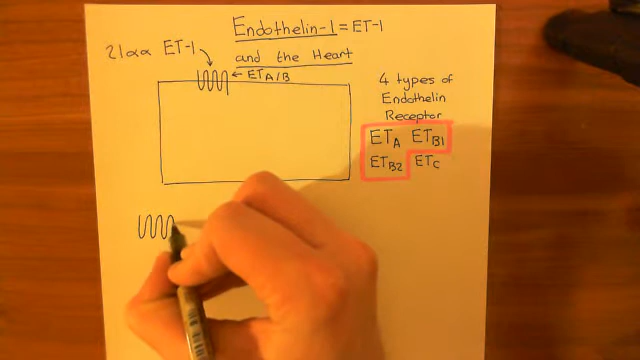 Endothelin-1 = ET-1
and the Heart
21αα ET-1
← ETA/B
4 types of
Endothelin
Receptor
ETA ETB1
ETB2 ETC